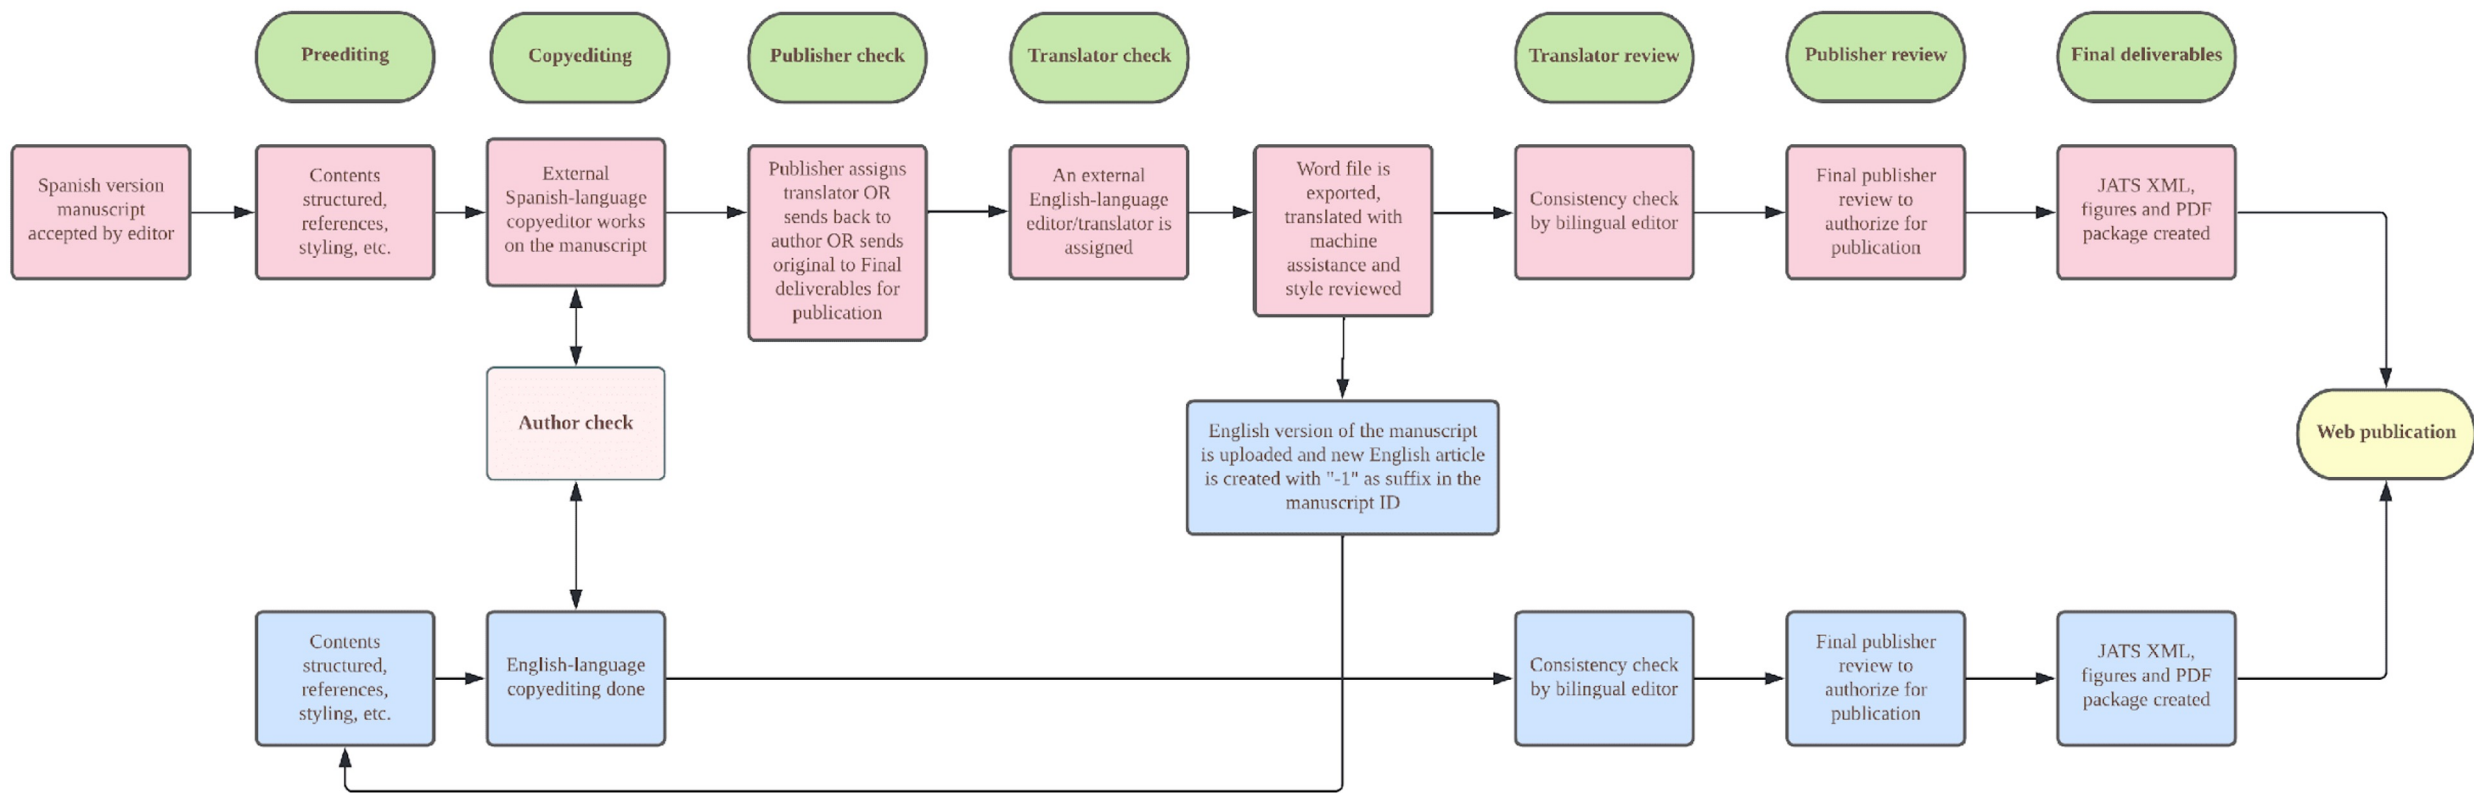 Preediting
Copyediting
Publisher check
Translator check
Translator review
Publisher review
Final deliverables
Spanish version
manuscript
accepted by editor
Contents
structured,
references,
styling, etc.
External
Spanish-language
copyeditor works
on the manuscript
Publisher assigns
translator OR
sends back to
author OR sends
original to Final
deliverables for
publication
An external
English-language
editor/translator is
assigned
Word file is
exported,
translated with
machine
assistance and
style reviewed
Consistency check
by bilingual editor
Final publisher
review to
authorize for
publication
JATS XML,
figures and PDF
package created
Author check
English version of the manuscript
is uploaded and new English article
is created with "-1" as suffix in the
manuscript ID
Web publication
Contents
structured,
references,
styling, etc.
English-language
copyediting done
Consistency check
by bilingual editor
Final publisher
review to
authorize for
publication
JATS XML,
figures and PDF
package created